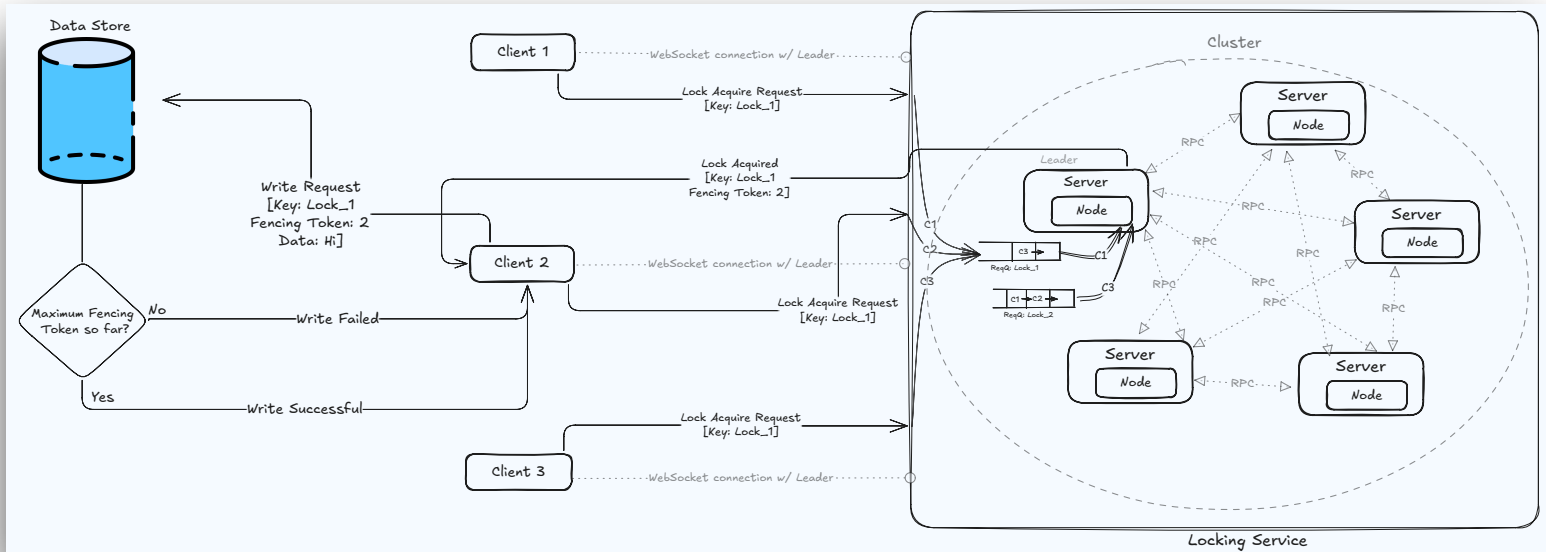 Data Store
Client 1
WebSocket connection w/ Leader
Cluster
Lock Acquire Request
[Key: Lock_1]
Server
Node
RPC
Lock Acquired
[Key: Lock_1
Fencing Token: 2]
Leader
Server
Node
RPC
Write Request
[Key: Lock_1
Fencing Token: 2
Data: Hi]
RPC
Server
Node
C1
C2
C3
RPC
RPC
C3
C1
ReqQ: Lock_1
Client 2
WebSocket connection w/ Leader
C3
C1
C2
C3
ReqQ: Lock_2
RPC
RPC
RPC
RPC
Lock Acquire Request
[Key: Lock_1]
Maximum Fencing
Token so far?
No
Write Failed
Server
Node
Server
Node
RPC
Yes
Write Successful
Lock Acquire Request
[Key: Lock_1]
Client 3
WebSocket connection w/ Leader
Locking Service